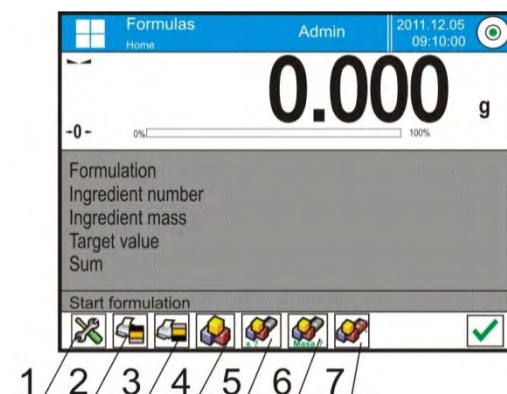 Formulas
Home
Admin
2011.12.05
09:10:00
0.000 g
-0-
0% 100%
Formulation
Ingredient number
Ingredient mass
Target value
Sum
Start formulation
x /
Masa /
1 2 3 4 5 6 7